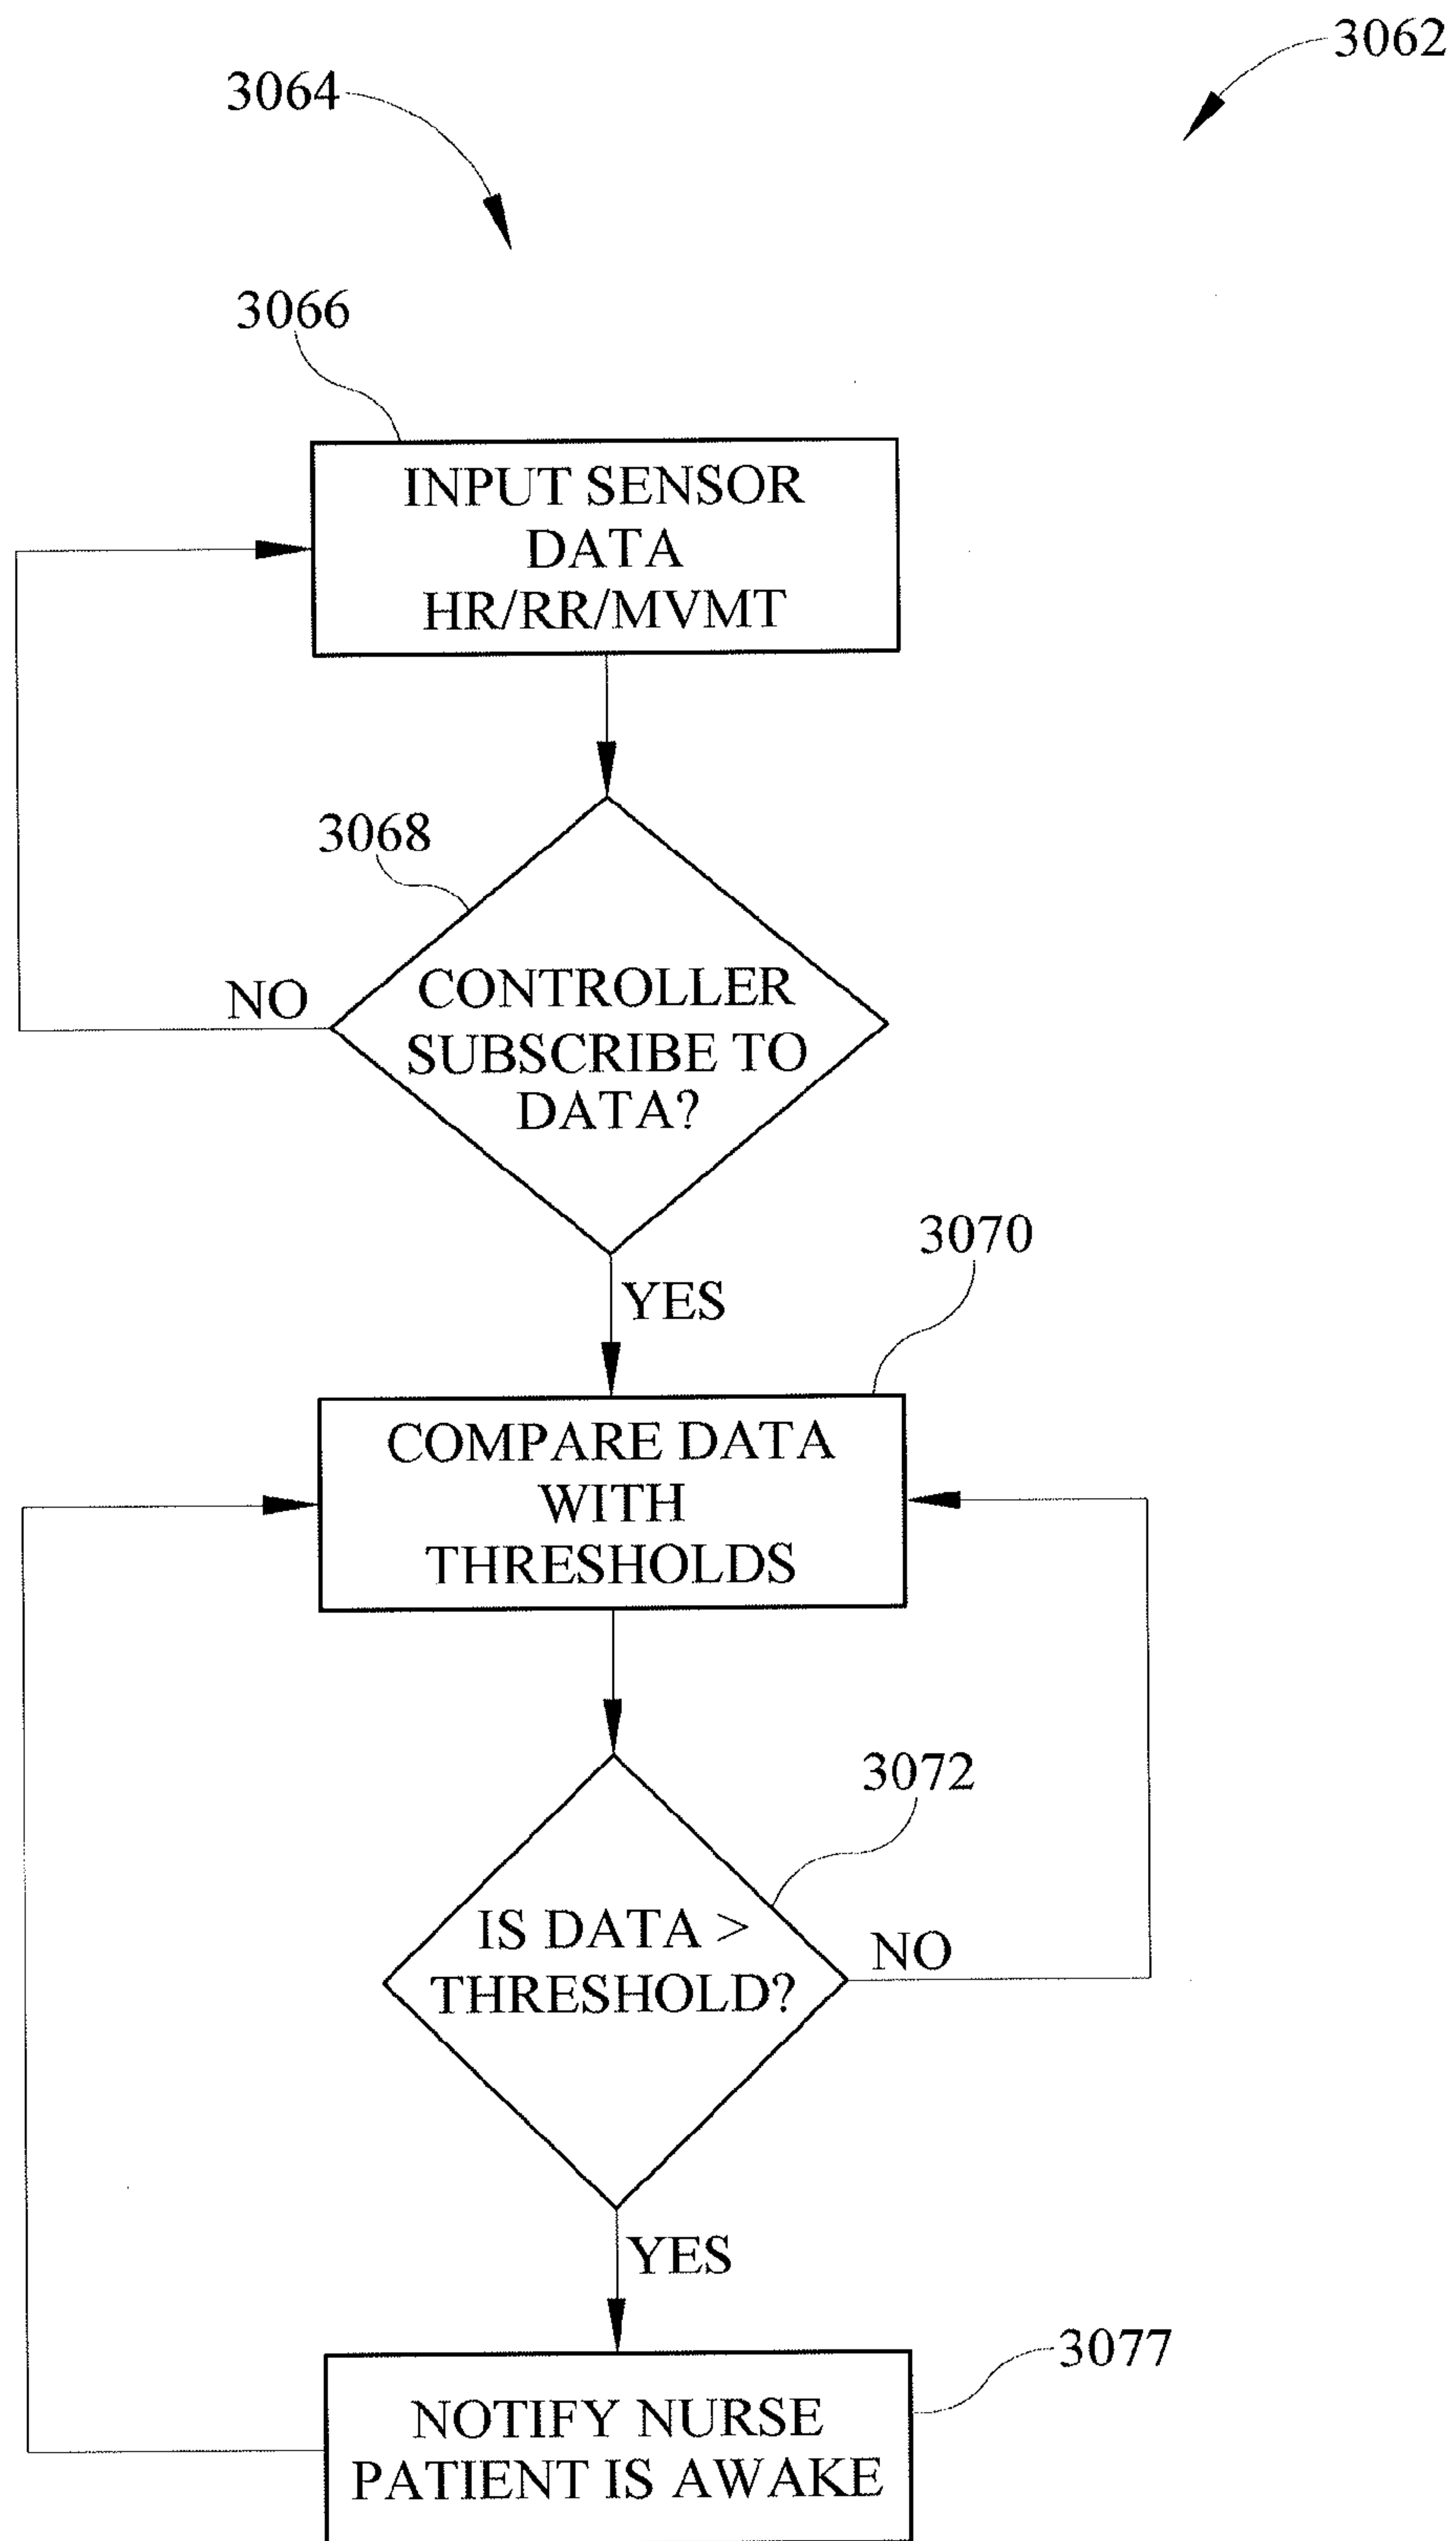 3062
3064
3066
INPUT SENSOR
DATA
HR/RR/MVMT
3068
NO
CONTROLLER
SUBSCRIBE TO
DATA?
YES
3070
COMPARE DATA
WITH
THRESHOLDS
3072
IS DATA >
THRESHOLD?
NO
YES
3077
NOTIFY NURSE
PATIENT IS AWAKE